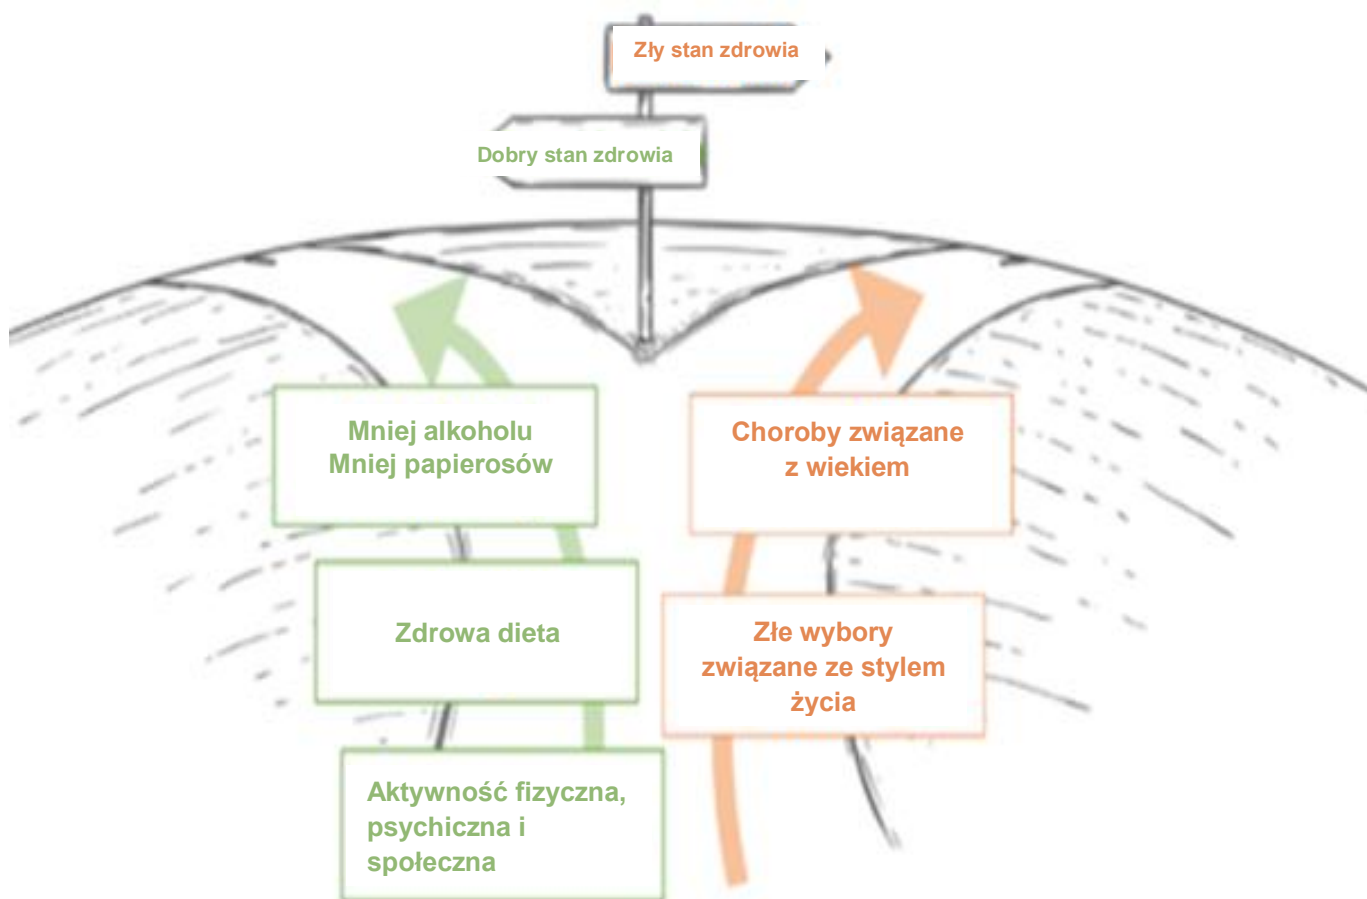 Zły stan zdrowia
Dobry stan zdrowia
Mniej alkoholu
Mniej papierosów
Zdrowa dieta
Aktywność fizyczna,
psychiczna i
społeczna
Choroby związane
z wiekiem
Złe wybory
związane ze stylem
życia